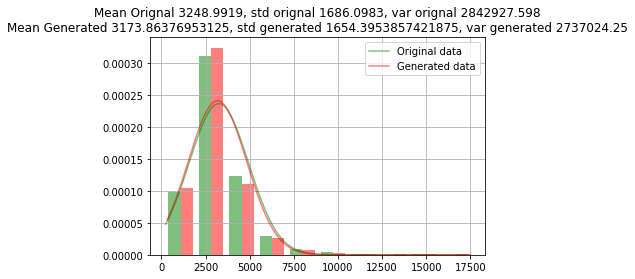 Mean Orignal 3248.9919, std orignal 1686.0983, var orignal 2842927.598
Mean Generated 3173.86376953125, std generated 1654.3953857421875, var generated 2737024.25
Original data
Generated data
0.00030
0.00025
0.00020
0.00015
0.00010
0.00005
0.00000
0 2500 5000 7500 10000 12500 15000 17500